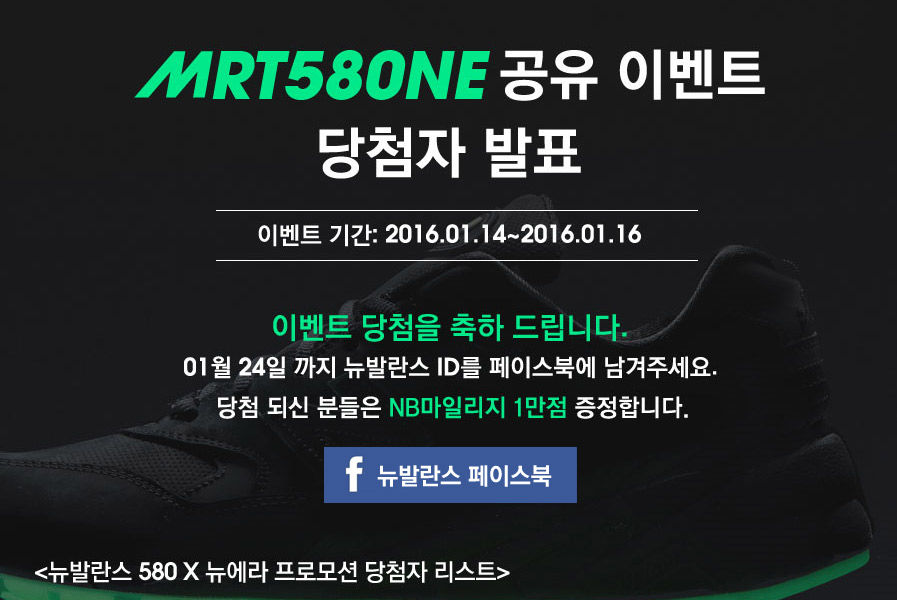 MRT580NE 공유 이벤트
당첨자 발표
이벤트 기간: 2016.01.14~2016.01.16
이벤트 당첨을 축하 드립니다.
01월 24일 까지 뉴발란스 ID를 페이스북에 남겨주세요.
당첨 되신 분들은 NB마일리지 1만점 증정합니다.
f 뉴발란스 페이스북
<뉴발란스 580 X 뉴에라 프로모션 당첨자 리스트>